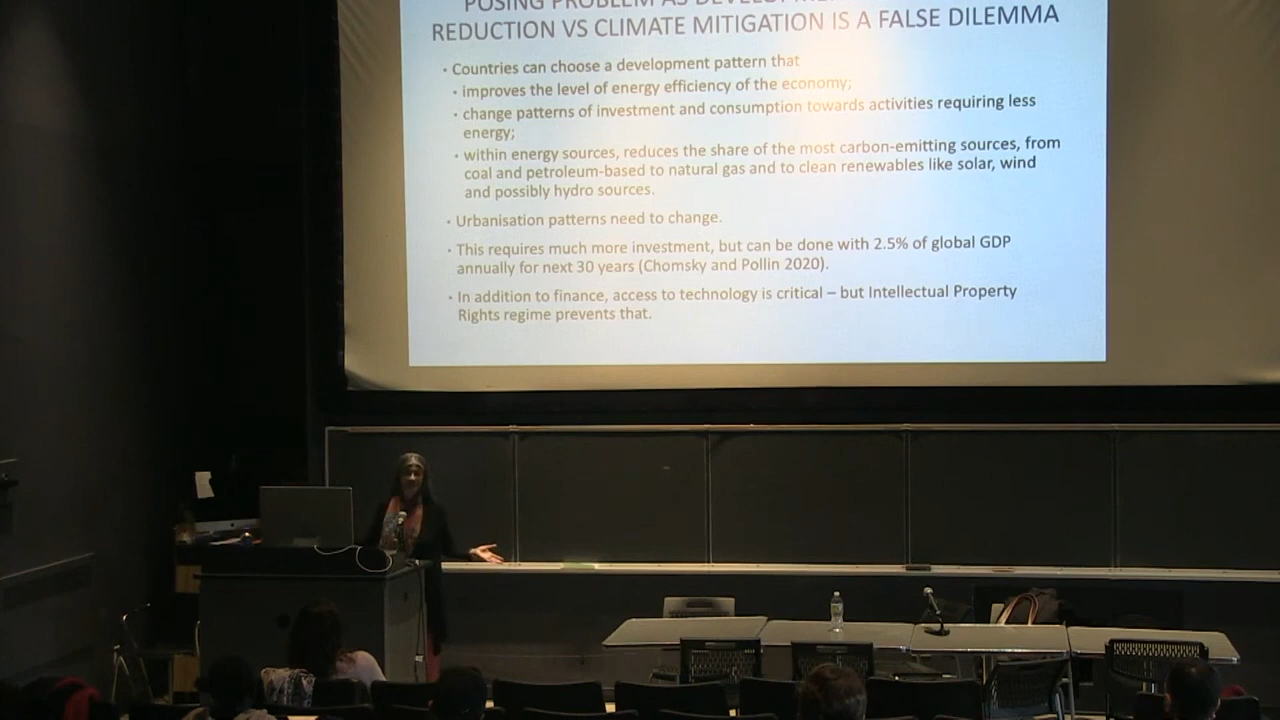 POSING PROBLEM AS
REDUCTION VS CLIMATE MITIGATION IS A FALSE DILEMMA
• Countries can choose a development pattern that
• improves the level of energy efficiency of the economy;
• change patterns of investment and consumption towards activities requiring less
energy;
• within energy sources, reduces the share of the most carbon-emitting sources, from
coal and petroleum-based to natural gas and to clean renewables like solar, wind
and possibly hydro sources.
• Urbanisation patterns need to change.
• This requires much more investment, but can be done with 2.5% of global GDP
annually for next 30 years (Chomsky and Pollin 2020).
• In addition to finance, access to technology is critical – but Intellectual Property
Rights regime prevents that.